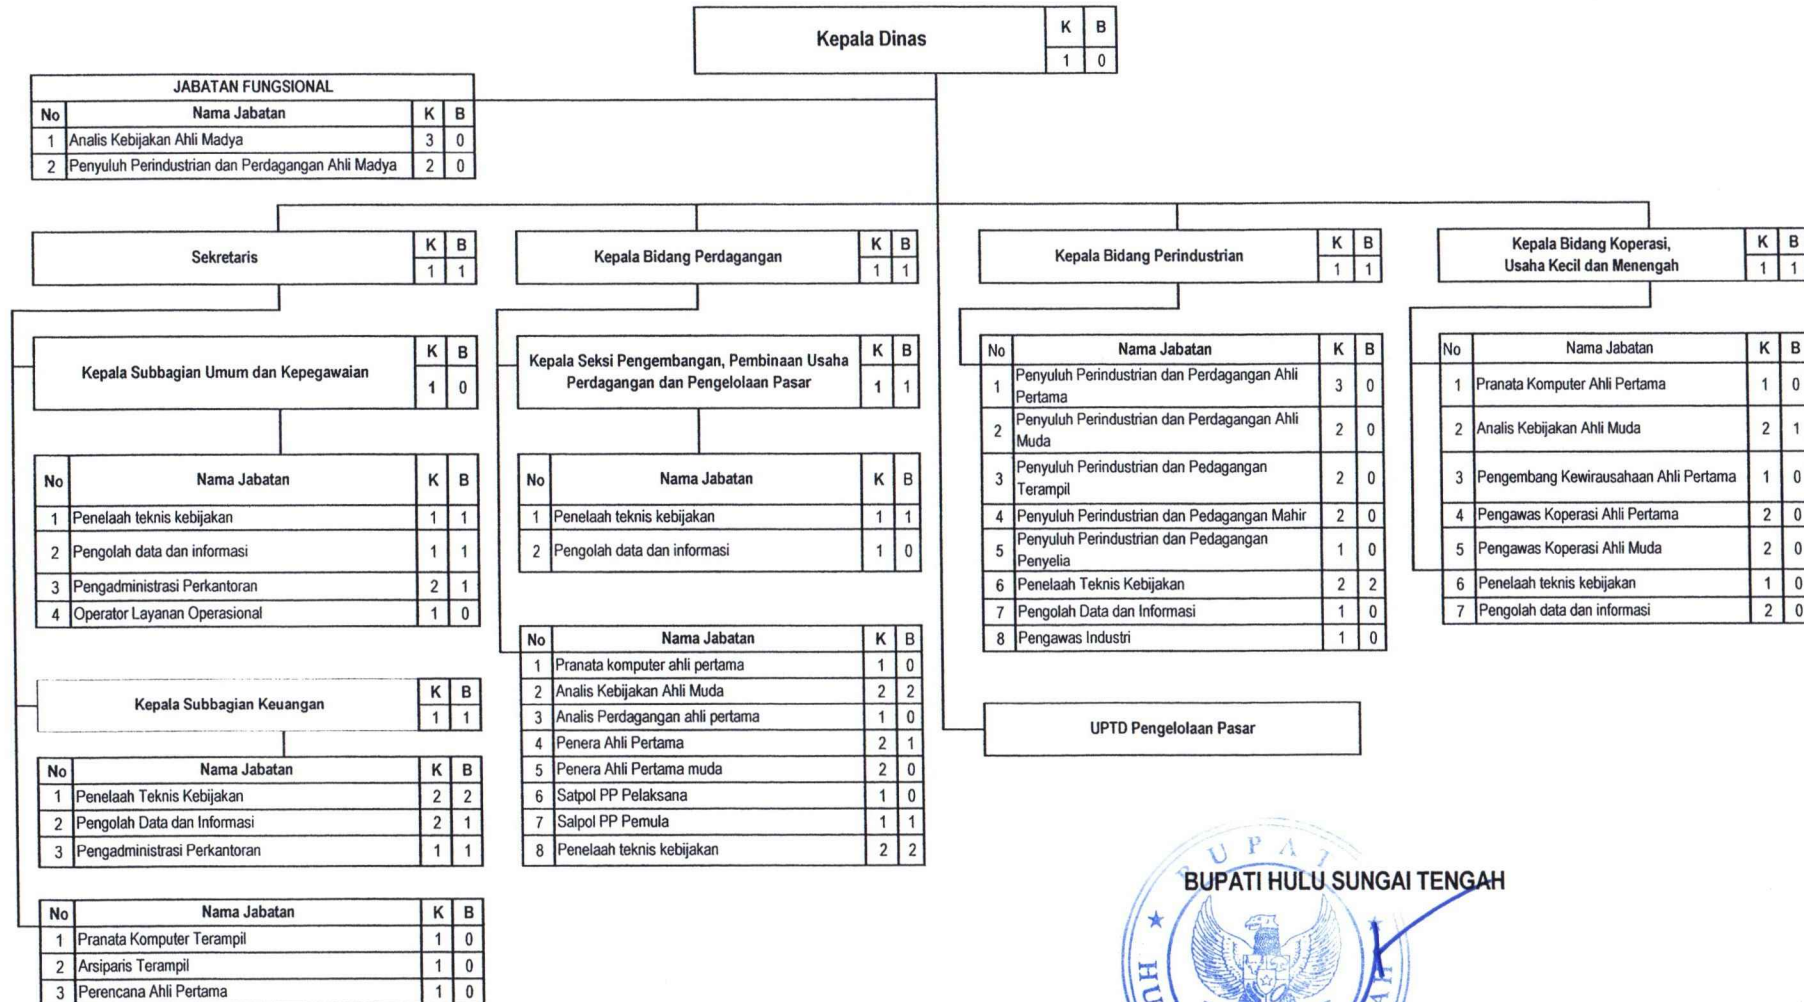 Kepala Dinas K B
1 0
JABATAN FUNGSIONAL
No Nama Jabatan K B
1 Analis Kebijakan Ahli Madya 3 0
2 Penyuluh Perindustrian dan Perdagangan Ahli Madya 2 0
Sekretaris K B
1 1
Kepala Subbagian Umum dan Kepegawaian K B
1 0
No Nama Jabatan K B
1 Penelaah teknis kebijakan 1 1
2 Pengolah data dan informasi 1 1
3 Pengadministrasi Perkantoran 2 1
4 Operator Layanan Operasional 1 0
Kepala Subbagian Keuangan K B
1 1
No Nama Jabatan K B
1 Penelaah Teknis Kebijakan 2 2
2 Pengolah Data dan Informasi 2 1
3 Pengadministrasi Perkantoran 1 1
No Nama Jabatan K B
1 Pranata Komputer Terampil 1 0
2 Arsiparis Terampil 1 0
3 Perencana Ahli Pertama 1 0
Kepala Bidang Perdagangan K B
1 1
Kepala Seksi Pengembangan, Pembinaan Usaha K B
Perdagangan dan Pengelolaan Pasar 1 1
No Nama Jabatan K B
1 Penelaah teknis kebijakan 1 1
2 Pengolah data dan informasi 1 0
No Nama Jabatan K B
1 Pranata komputer ahli pertama 1 0
2 Analis Kebijakan Ahli Muda 2 2
3 Analis Perdagangan ahli pertama 1 0
4 Penera Ahli Pertama 2 1
5 Penera Ahli Pertama muda 2 0
6 Satpol PP Pelaksana 1 0
7 Salpol PP Pemula 1 1
8 Penelaah teknis kebijakan 2 2
Kepala Bidang Perindustrian K B
1 1
No Nama Jabatan K B
1 Penyuluh Perindustrian dan Perdagangan Ahli
Pertama 3 0
2 Penyuluh Perindustrian dan Perdagangan Ahli
Muda 2 0
3 Penyuluh Perindustrian dan Pedagangan
Terampil 2 0
4 Penyuluh Perindustrian dan Pedagangan Mahir 2 0
5 Penyuluh Perindustrian dan Pedagangan
Penyelia 1 0
6 Penelaah Teknis Kebijakan 2 2
7 Pengolah Data dan Informasi 1 0
8 Pengawas Industri 1 0
UPTD Pengelolaan Pasar
Kepala Bidang Koperasi, K B
Usaha Kecil dan Menengah 1 1
No Nama Jabatan K B
1 Pranata Komputer Ahli Pertama 1 0
2 Analis Kebijakan Ahli Muda 2 1
3 Pengembang Kewirausahaan Ahli Pertama 1 0
4 Pengawas Koperasi Ahli Pertama 2 0
5 Pengawas Koperasi Ahli Muda 2 0
6 Penelaah teknis kebijakan 1 0
7 Pengolah data dan informasi 2 0
BUPATI HULU SUNGAI TENGAH
BUPATI